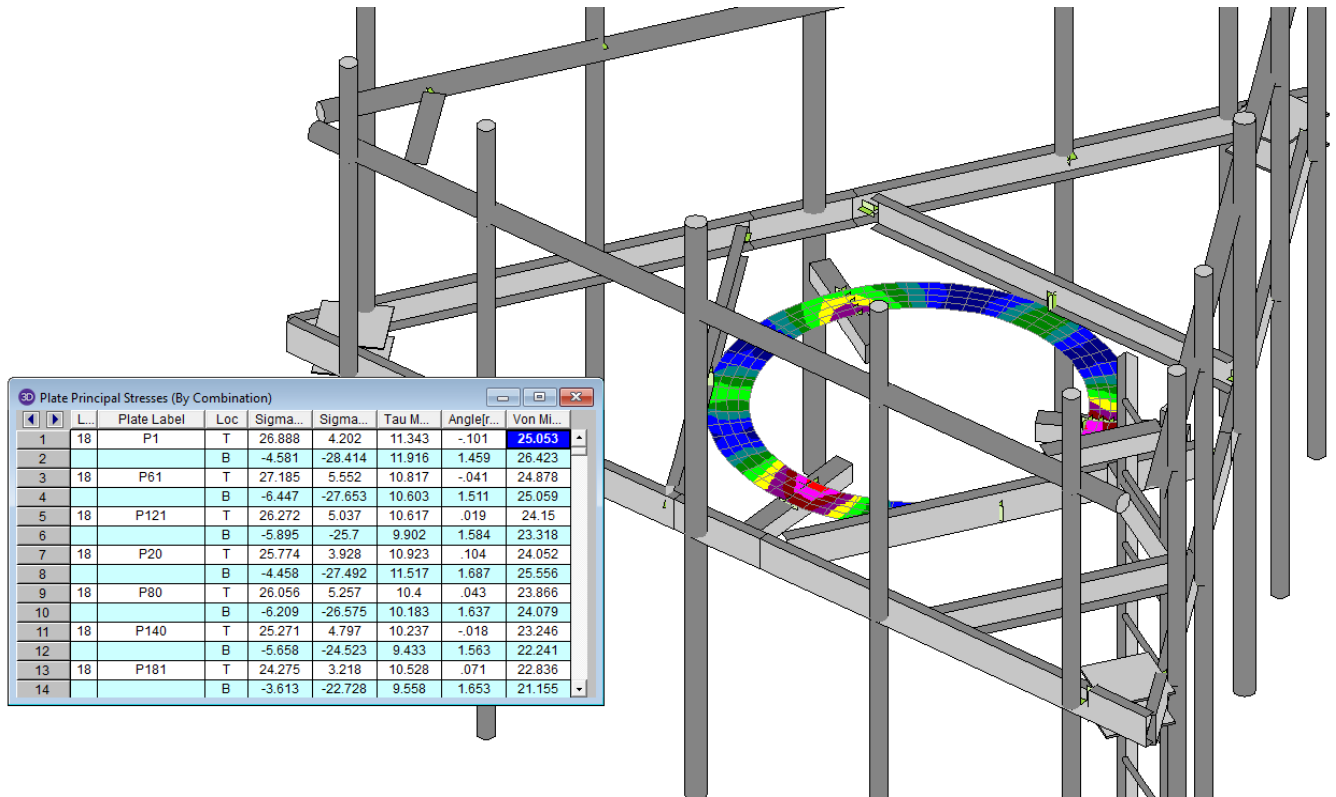 3D Plate Principal Stresses (By Combination)
L... Plate Label Loc Sigma... Sigma... Tau M... Angle[r... Von Mi...
1 18 P1 T 26.888 4.202 11.343 -.101 25.053
2 B -4.581 -28.414 11.916 1.459 26.423
3 18 P61 T 27.185 5.552 10.817 -.041 24.878
4 B -6.447 -27.653 10.603 1.511 25.059
5 18 P121 T 26.272 5.037 10.617 .019 24.15
6 B -5.895 -25.7 9.902 1.584 23.318
7 18 P20 T 25.774 3.928 10.923 .104 24.052
8 B -4.458 -27.492 11.517 1.687 25.556
9 18 P80 T 26.056 5.257 10.4 .043 23.866
10 B -6.209 -26.575 10.183 1.637 24.079
11 18 P140 T 25.271 4.797 10.237 -.018 23.246
12 B -5.658 -24.523 9.433 1.563 22.241
13 18 P181 T 24.275 3.218 10.528 .071 22.836
14 B -3.613 -22.728 9.558 1.653 21.155